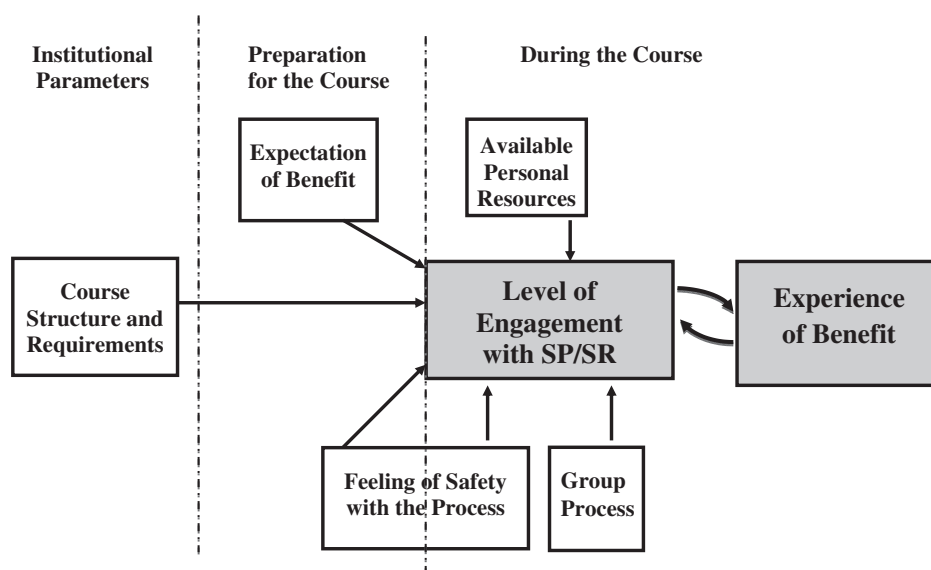 Institutional
Parameters
Preparation
for the Course
During the Course
Expectation
of Benefit
Available
Personal
Resources
Course
Structure and
Requirements
Level of
Engagement
with SP/SR
Experience
of Benefit
Feeling of Safety
with the Process
Group
Process